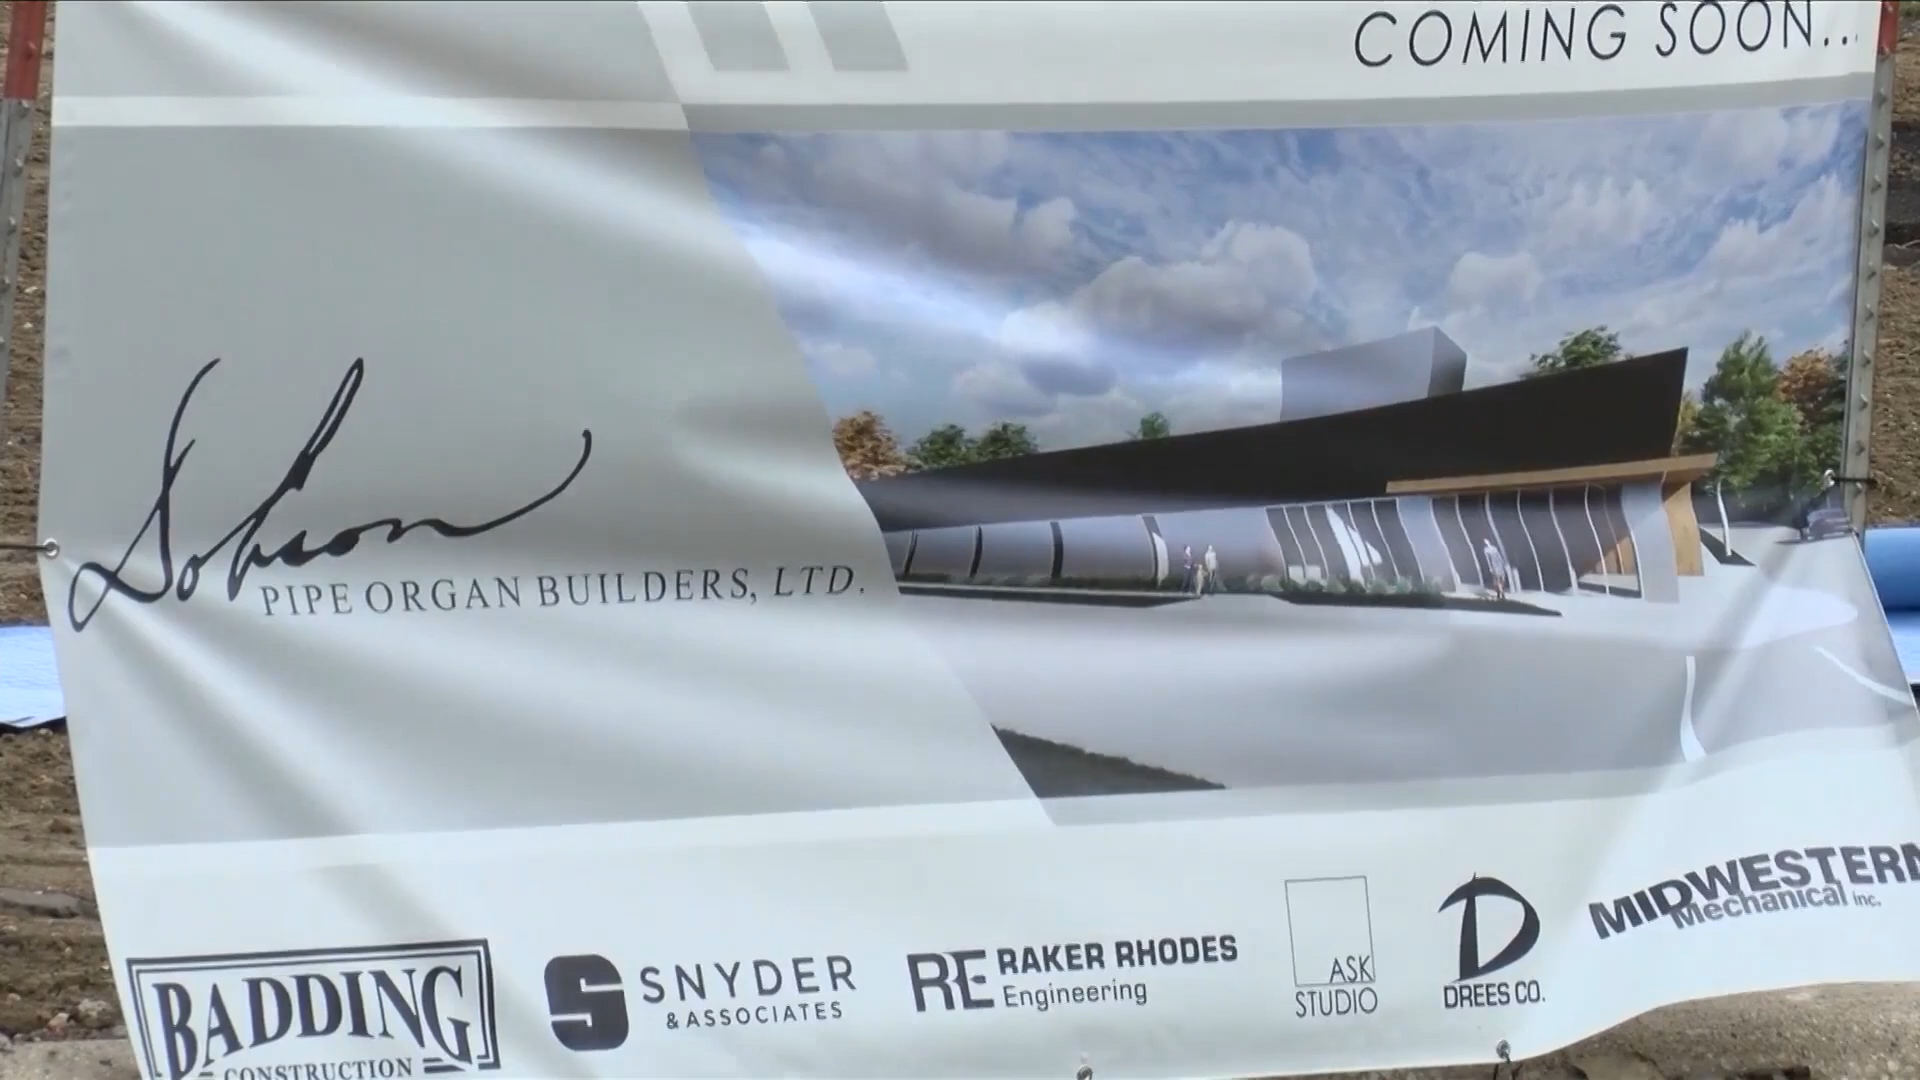 COMING SOON...
Dobson
PIPE ORGAN BUILDERS, LTD.
BADDING
CONSTRUCTION
S SNYDER
& ASSOCIATES
RE RAKER RHODES
Engineering
ASK
STUDIO
D
DREES CO.
MIDWESTERN
Mechanical Inc.